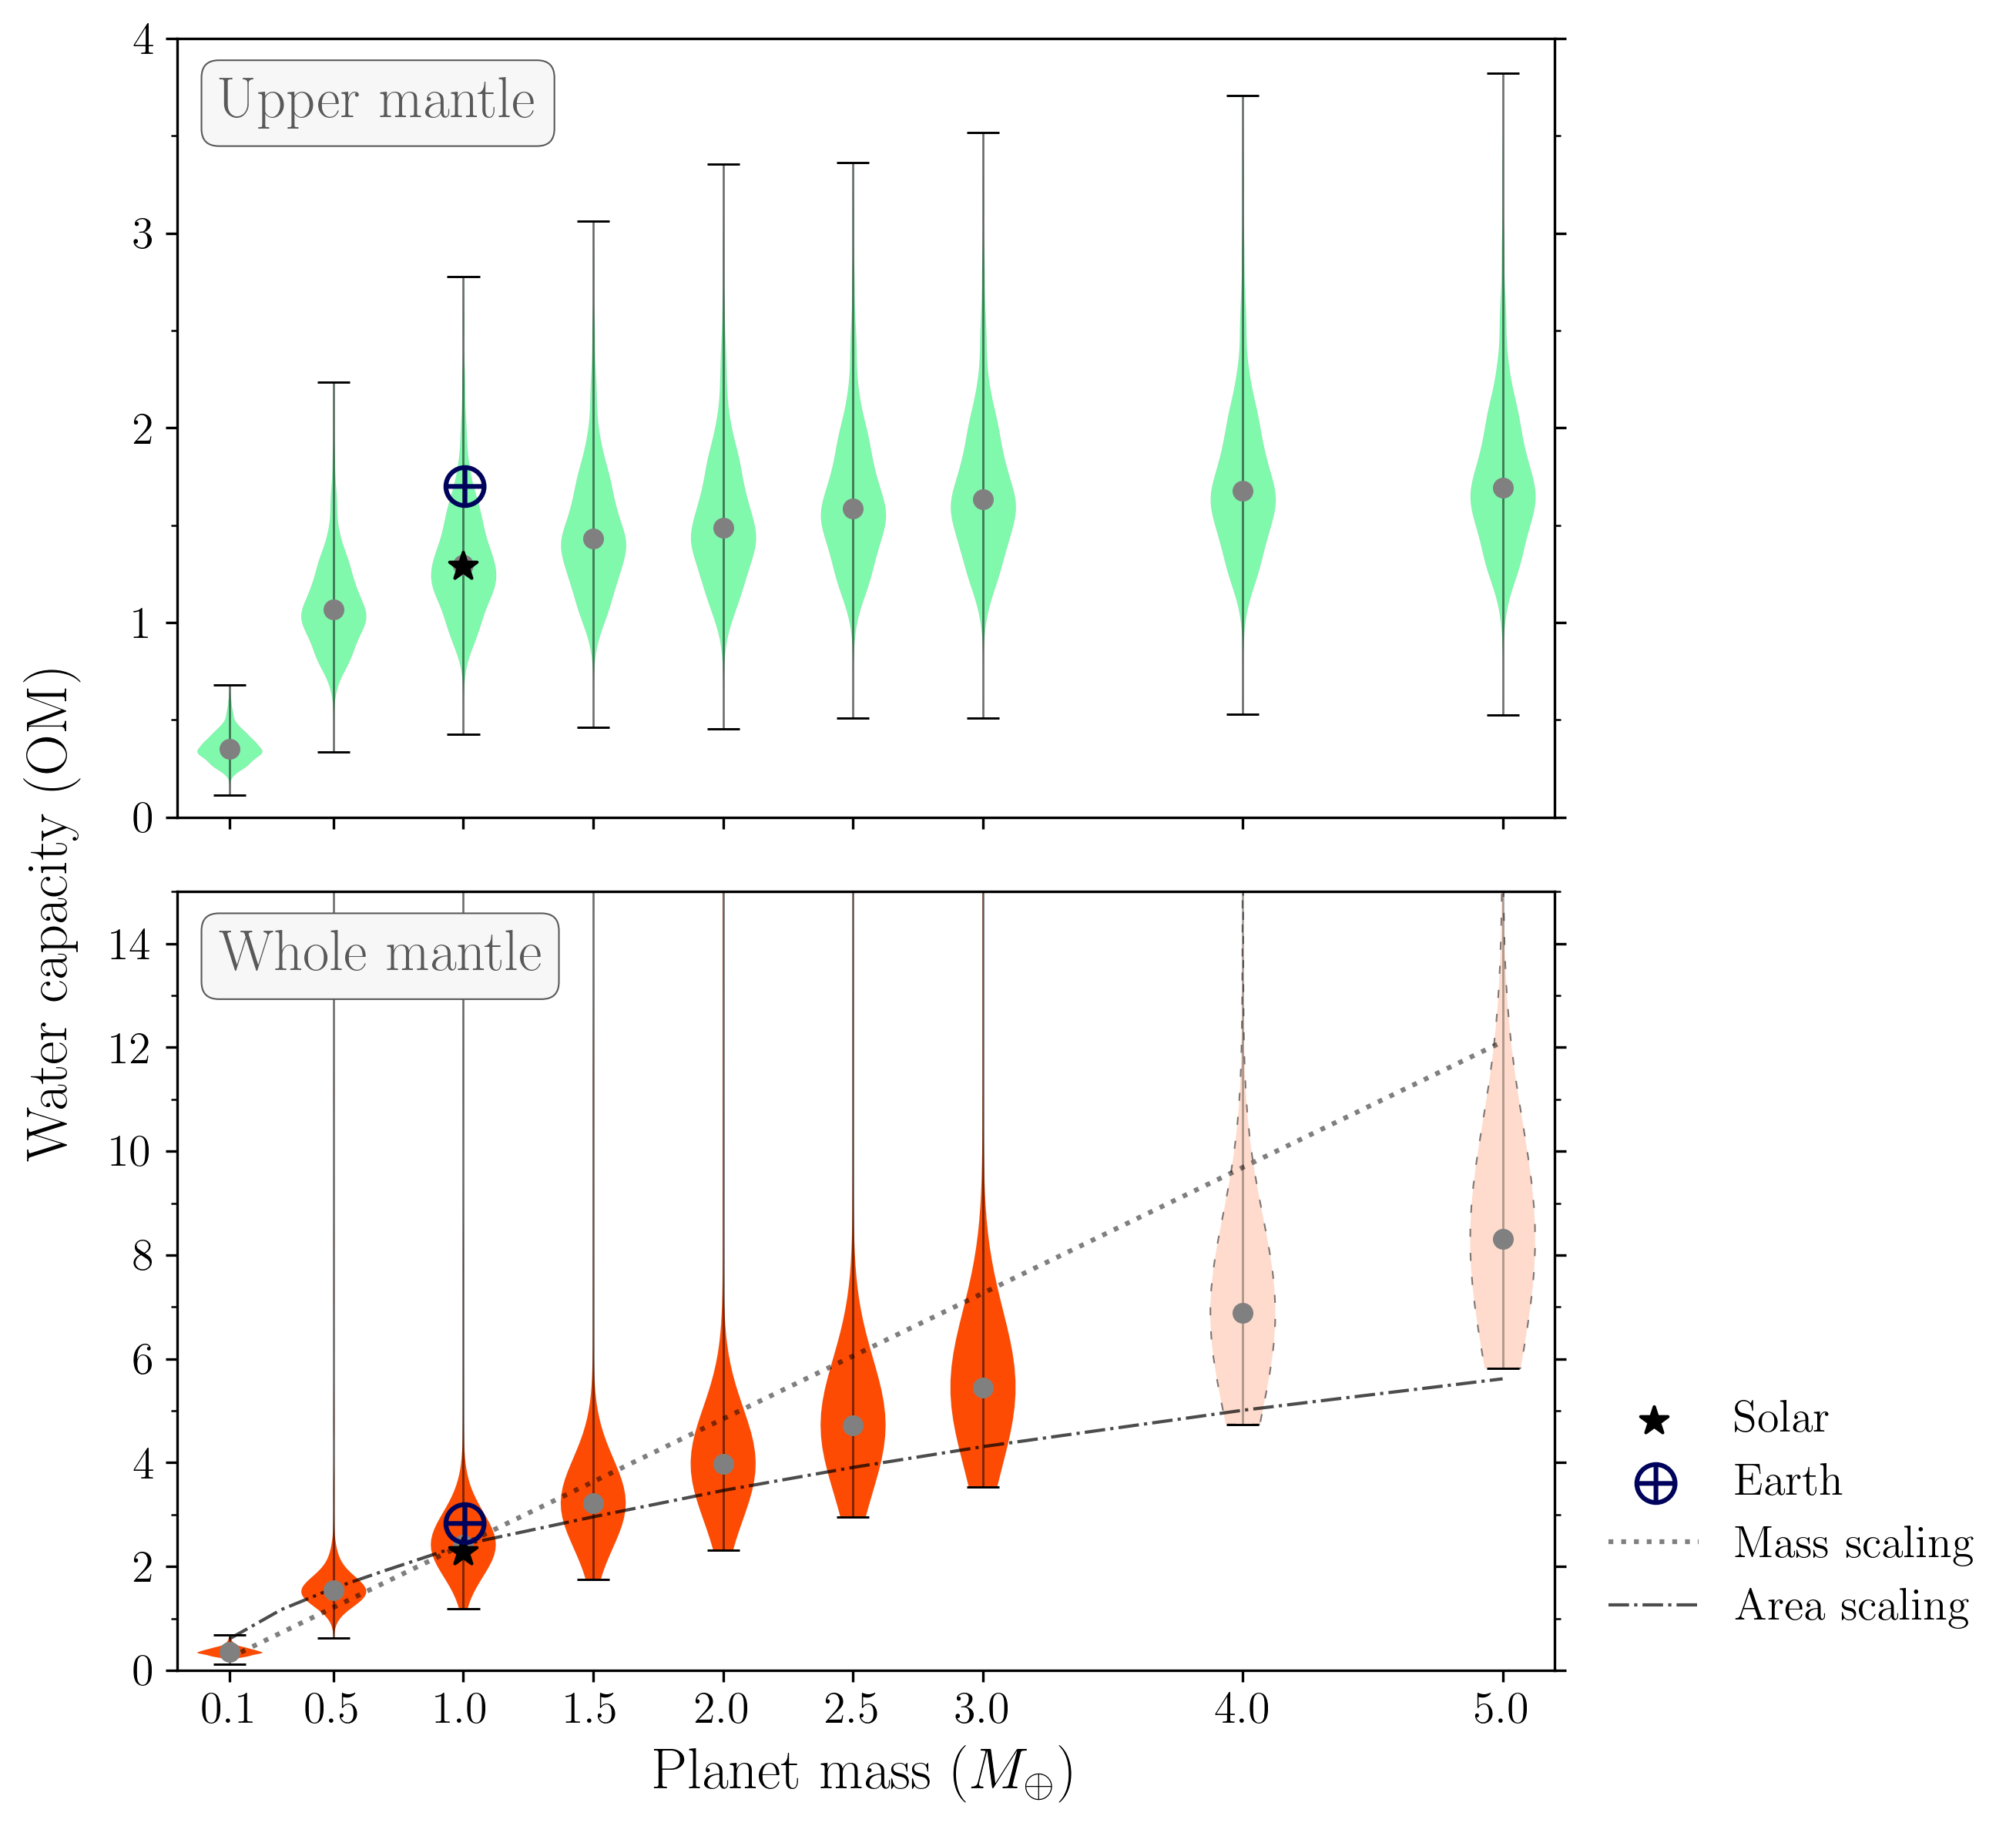 Upper mantle
4
3
2
1
0
Water capacity (OM)
Whole mantle
14
12
10
8
6
4
2
0
0.1 0.5 1.0 1.5 2.0 2.5 3.0 4.0 5.0
Planet mass (M⊕)
Solar
Earth
Mass scaling
Area scaling